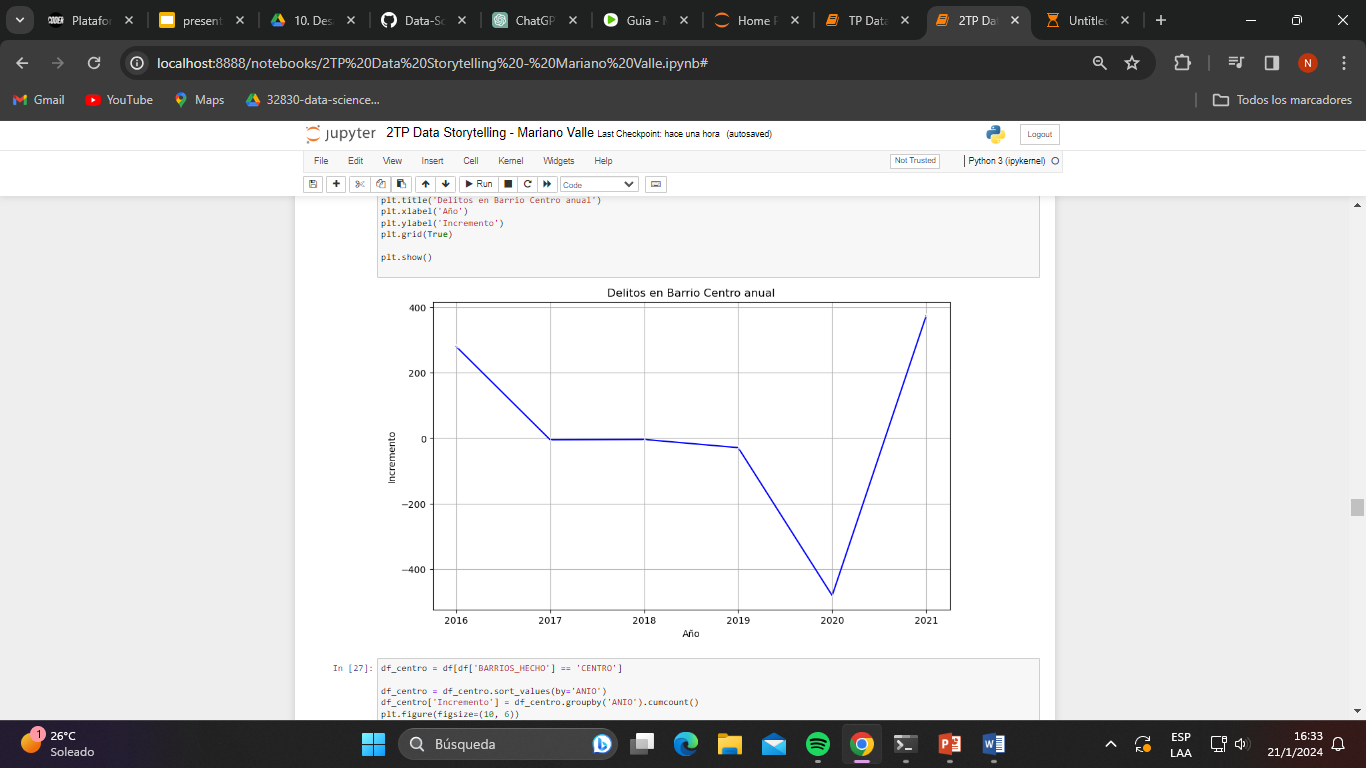 CODER Platafor
present
10. Des
Data-Sc
ChatGP
Guia - M
Home P
TP Data
2TP Da
Untitled
localhost:8888/notebooks/2TP%20Data%20Storytelling%20-%20Mariano%20Valle.ipynb#
N
Gmail
YouTube
Maps
32830-data-science...
Todos los marcadores
jupyter 2TP Data Storytelling - Mariano Valle Last Checkpoint: hace una hora (autosaved)
Logout
File Edit View Insert Cell Kernel Widgets Help
Not Trusted
Python 3 (ipykernel)
Run
Code
plt.title('Delitos en Barrio Centro anual')
plt.xlabel('Año')
plt.ylabel('Incremento')
plt.grid(True)
plt.show()
Delitos en Barrio Centro anual
400
200
0
−200
−400
Incremento
2016 2017 2018 2019 2020 2021
Año
In [27]: df_centro = df[df['BARRIOS_HECHO'] == 'CENTRO']
df_centro = df_centro.sort_values(by='ANIO')
df_centro['Incremento'] = df_centro.groupby('ANIO').cumcount()
plt.figure(figsize=(10, 6))
1
26°C
Soleado
Búsqueda
ESP
LAA
16:33
21/1/2024